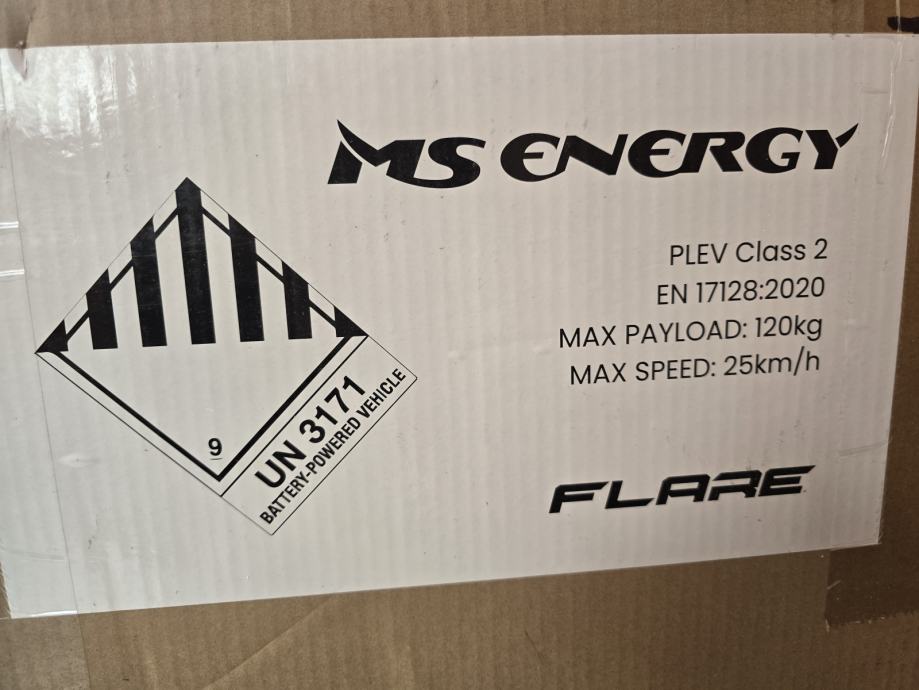 MS ENERGY
PLEV Class 2
EN 17128:2020
MAX PAYLOAD: 120kg
MAX SPEED: 25km/h
9
UN 3171
BATTERY-POWERED VEHICLE
FLARE